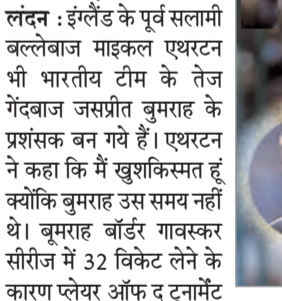 लंदन : इंग्लैंड के पूर्व सलामी
बल्लेबाज माइकल एथरटन
भी भारतीय टीम के तेज
गेंदबाज जसप्रीत बुमराह के
प्रशंसक बन गये हैं। एथरटन
ने कहा कि मैं खुशकिस्मत हूं
क्योंकि बुमराह उस समय नहीं
थे। बूमराह बॉर्डर गावस्कर
सीरीज में 32 विकेट लेने के
कारण प्लेयर ऑफ द टूनामेंट